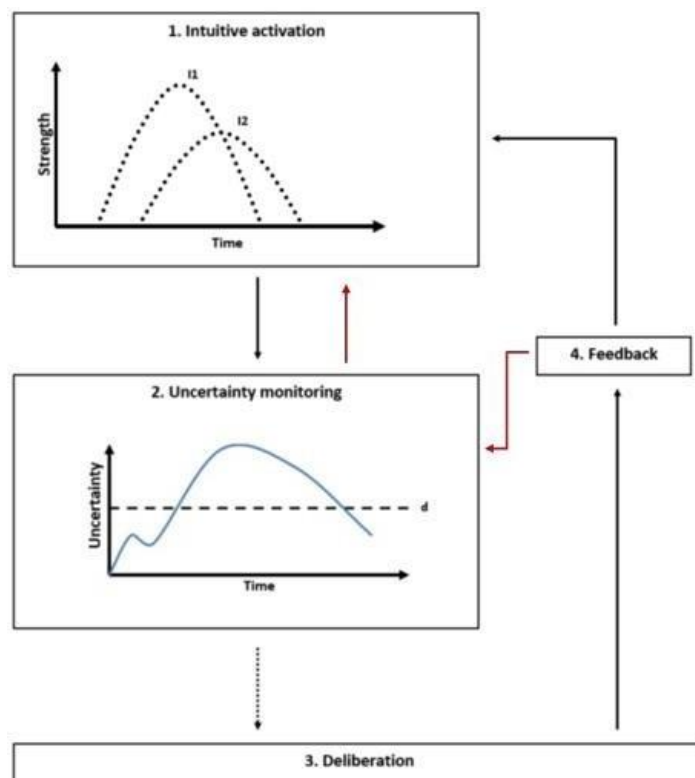 1. Intuitive activation
I1
I2
Strength
Time
4. Feedback
2. Uncertainty monitoring
Uncertainty
d
Time
3. Deliberation